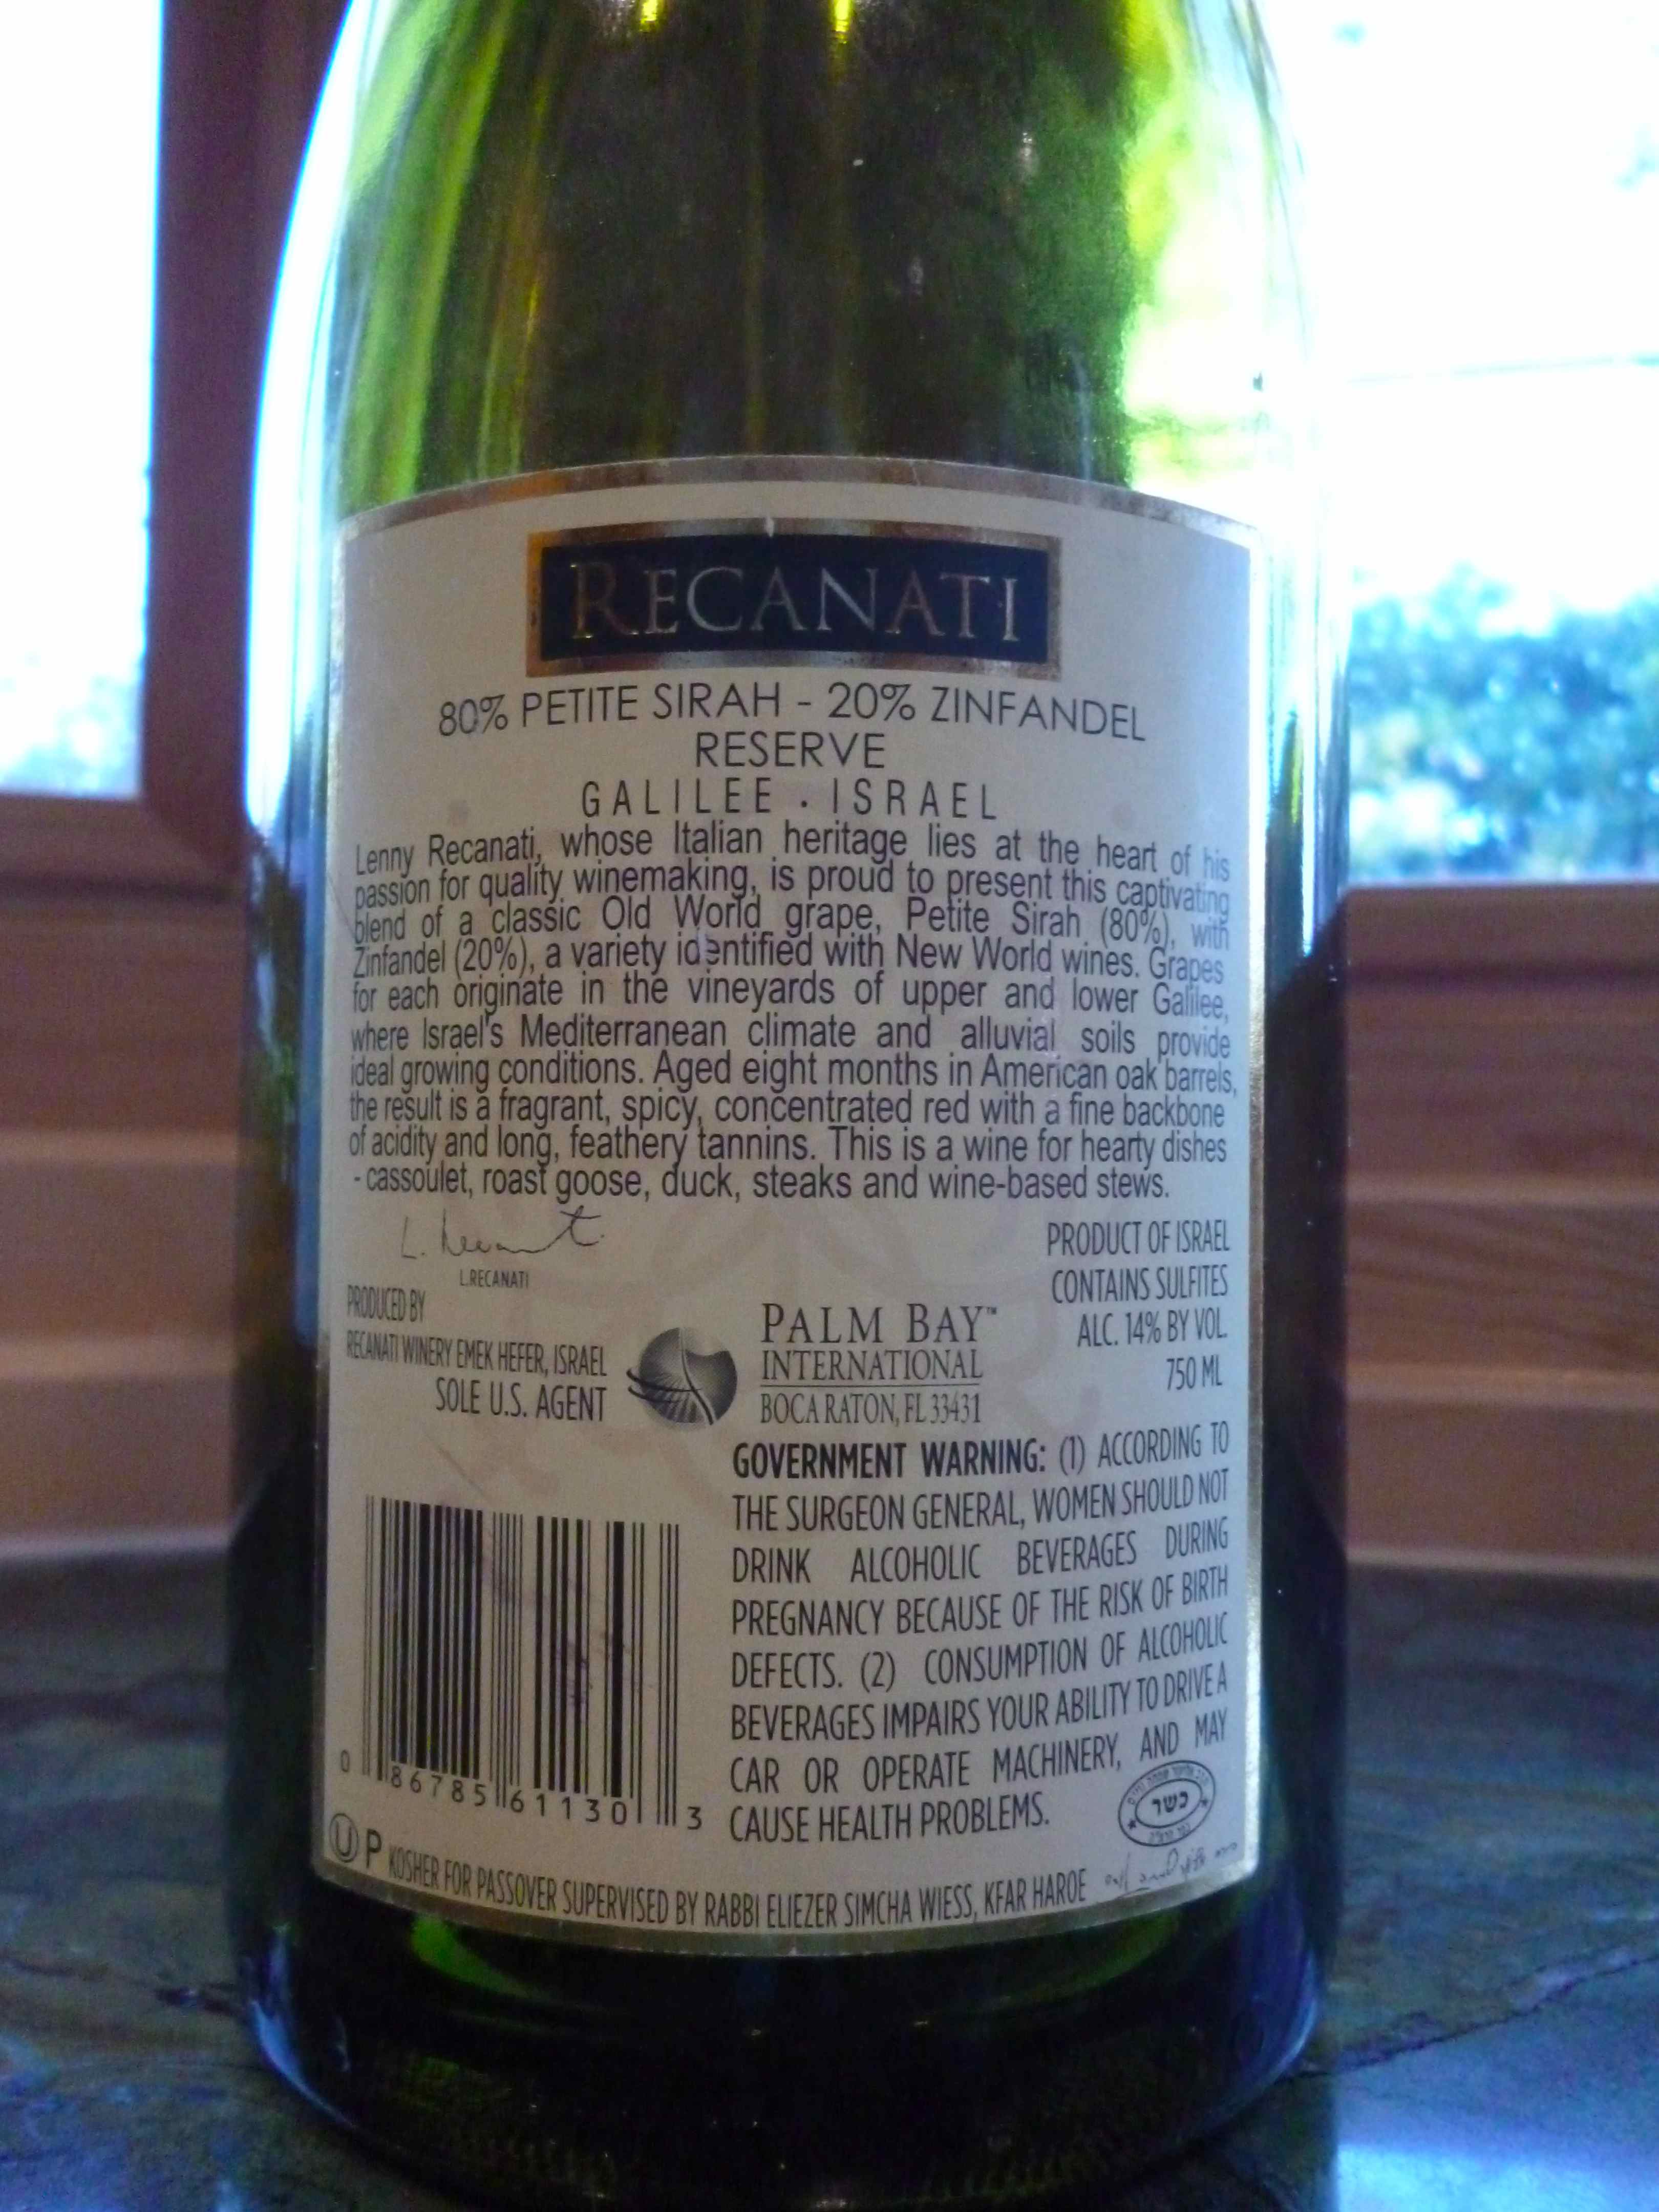 RECANATI
80% PETITE SIRAH - 20% ZINFANDEL
RESERVE
GALILEE . ISRAEL
Lenny Recanati, whose Italian heritage lies at the heart of his
passion for quality winemaking, is proud to present this captivating
blend of a classic Old World grape, Petite Sirah (80%), with
Zinfandel (20%), a variety identified with New World wines. Grapes
for each originate in the vineyards of upper and lower Galilee,
where Israel's Mediterranean climate and alluvial soils provide
ideal growing conditions. Aged eight months in American oak barrels,
the result is a fragrant, spicy, concentrated red with a fine backbone
of acidity and long, feathery tannins. This is a wine for hearty dishes
- cassoulet, roast goose, duck, steaks and wine-based stews.
L.RECANATI
PRODUCED BY
RECANATI WINERY EMEK HEFER, ISRAEL
SOLE U.S. AGENT
PALM BAY™
INTERNATIONAL
BOCA RATON, FL 33431
PRODUCT OF ISRAEL
CONTAINS SULFITES
ALC. 14% BY VOL.
750 ML
GOVERNMENT WARNING: (1) ACCORDING TO
THE SURGEON GENERAL, WOMEN SHOULD NOT
DRINK ALCOHOLIC BEVERAGES DURING
PREGNANCY BECAUSE OF THE RISK OF BIRTH
DEFECTS. (2) CONSUMPTION OF ALCOHOLIC
BEVERAGES IMPAIRS YOUR ABILITY TO DRIVE A
CAR OR OPERATE MACHINERY, AND MAY
CAUSE HEALTH PROBLEMS.
0 86785 61130 3
כשר
U P KOSHER FOR PASSOVER SUPERVISED BY RABBI ELIEZER SIMCHA WIESS, KFAR HAROE